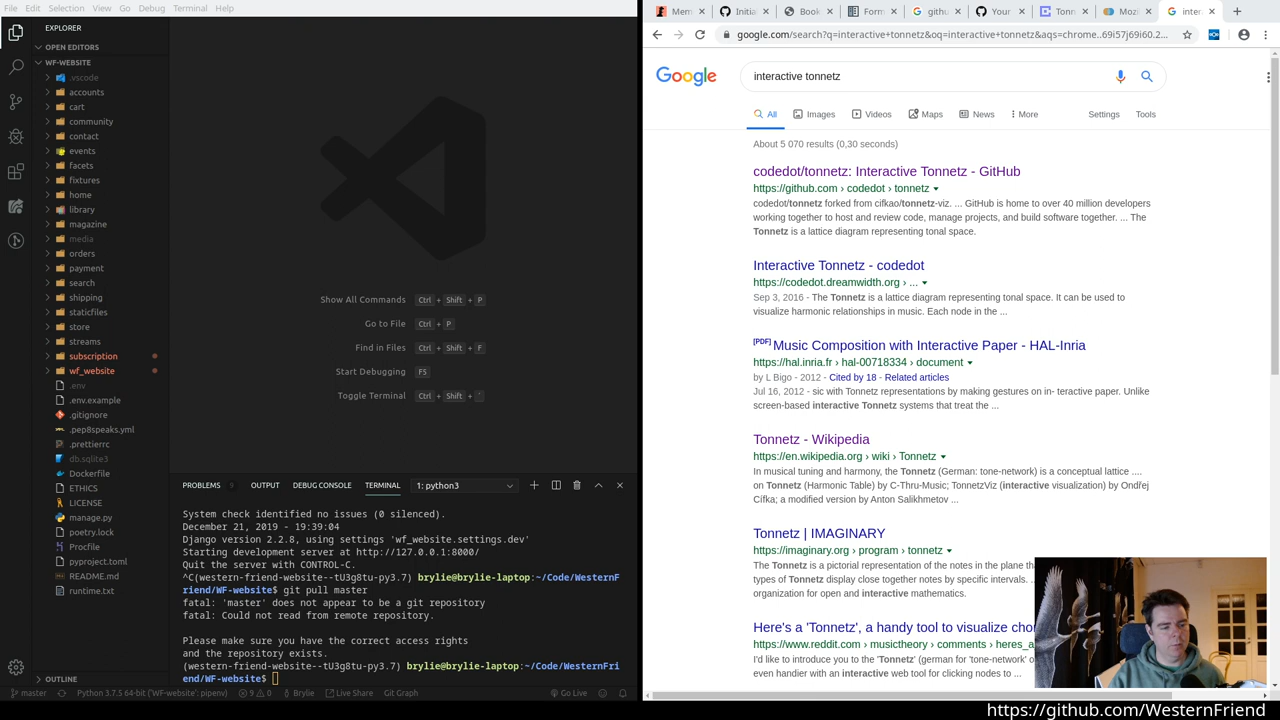 File Edit Selection View Go Debug Terminal Help
EXPLORER
OPEN EDITORS
WF-WEBSITE
.vscode
accounts
cart
community
contact
events
facets
fixtures
home
library
magazine
media
orders
payment
search
shipping
staticfiles
store
streams
subscription
wf_website
.env
.env.example
.gitignore
.pep8speaks.yml
.prettierrc
db.sqlite3
Dockerfile
ETHICS
LICENSE
manage.py
poetry.lock
Procfile
pyproject.toml
README.md
runtime.txt
OUTLINE
Show All Commands Ctrl + Shift + P
Go to File Ctrl + P
Find in Files Ctrl + Shift + F
Start Debugging F5
Toggle Terminal Ctrl + Shift + `
PROBLEMS 9 OUTPUT DEBUG CONSOLE TERMINAL 1: python3
System check identified no issues (0 silenced).
December 21, 2019 - 19:39:04
Django version 2.2.8, using settings 'wf_website.settings.dev'
Starting development server at http://127.0.0.1:8000/
Quit the server with CONTROL-C.
^C(western-friend-website--tU3g8tu-py3.7) brylie@brylie-laptop:~/Code/WesternF
riend/WF-website$ git pull master
fatal: 'master' does not appear to be a git repository
fatal: Could not read from remote repository.
Please make sure you have the correct access rights
and the repository exists.
(western-friend-website--tU3g8tu-py3.7) brylie@brylie-laptop:~/Code/WesternFri
end/WF-website$
master Python 3.7.5 64-bit ('WF-website': pipenv) 9 0 Brylie Live Share Git Graph Go Live
Mem Initia Book Form githu Your Tonn Mozi inter
google.com/search?q=interactive+tonnetz&oq=interactive+tonnetz&aqs=chrome..69i57j69i60.2...
Google
interactive tonnetz
All Images Videos Maps News More Settings Tools
About 5 070 results (0,30 seconds)
codedot/tonnetz: Interactive Tonnetz - GitHub
https://github.com › codedot › tonnetz
codedot/tonnetz forked from cifkao/tonnetz-viz. ... GitHub is home to over 40 million developers
working together to host and review code, manage projects, and build software together. ... The
Tonnetz is a lattice diagram representing tonal space.
Interactive Tonnetz - codedot
https://codedot.dreamwidth.org › ...
Sep 3, 2016 - The Tonnetz is a lattice diagram representing tonal space. It can be used to
visualize harmonic relationships in music. Each node in the ...
[PDF] Music Composition with Interactive Paper - HAL-Inria
https://hal.inria.fr › hal-00718334 › document
by L Bigo - 2012 - Cited by 18 - Related articles
Jul 16, 2012 - sic with Tonnetz representations by making gestures on in- teractive paper. Unlike
screen-based interactive Tonnetz systems that treat the ...
Tonnetz - Wikipedia
https://en.wikipedia.org › wiki › Tonnetz
In musical tuning and harmony, the Tonnetz (German: tone-network) is a conceptual lattice ....
on Tonnetz (Harmonic Table) by C-Thru-Music; TonnetzViz (interactive visualization) by Ondřej
Cífka; a modified version by Anton Salikhmetov ...
Tonnetz | IMAGINARY
https://imaginary.org › program › tonnetz
The Tonnetz is a pictorial representation of the notes in the plane tha
types of Tonnetz display close together notes by specific intervals.
organization for open and interactive mathematics.
Here's a 'Tonnetz', a handy tool to visualize chor
https://www.reddit.com › musictheory › comments › heres_a
I'd like to introduce you to the 'Tonnetz' (german for 'tone-network' o
even handier with an interactive web tool for clicking nodes to ...
https://github.com/WesternFriend